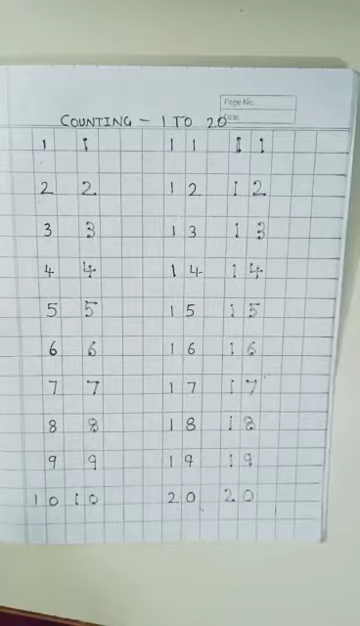 Page No.
Date
COUNTING - 1 TO 20
1 1 11 11
2 2 12 12
3 3 13 13
4 4 14 14
5 5 15 15
6 6 16 16
7 7 17 17
8 8 18 18
9 9 19 19
10 10 20 20